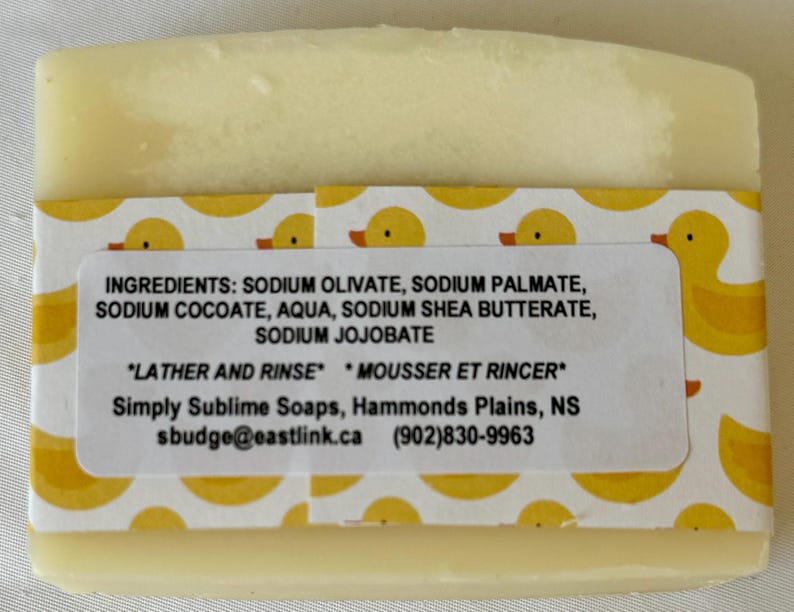 INGREDIENTS: SODIUM OLIVATE, SODIUM PALMATE,
SODIUM COCOATE, AQUA, SODIUM SHEA BUTTERATE,
SODIUM JOJOBATE
*LATHER AND RINSE* * MOUSSER ET RINCER*
Simply Sublime Soaps, Hammonds Plains, NS
sbudge@eastlink.ca (902)830-9963